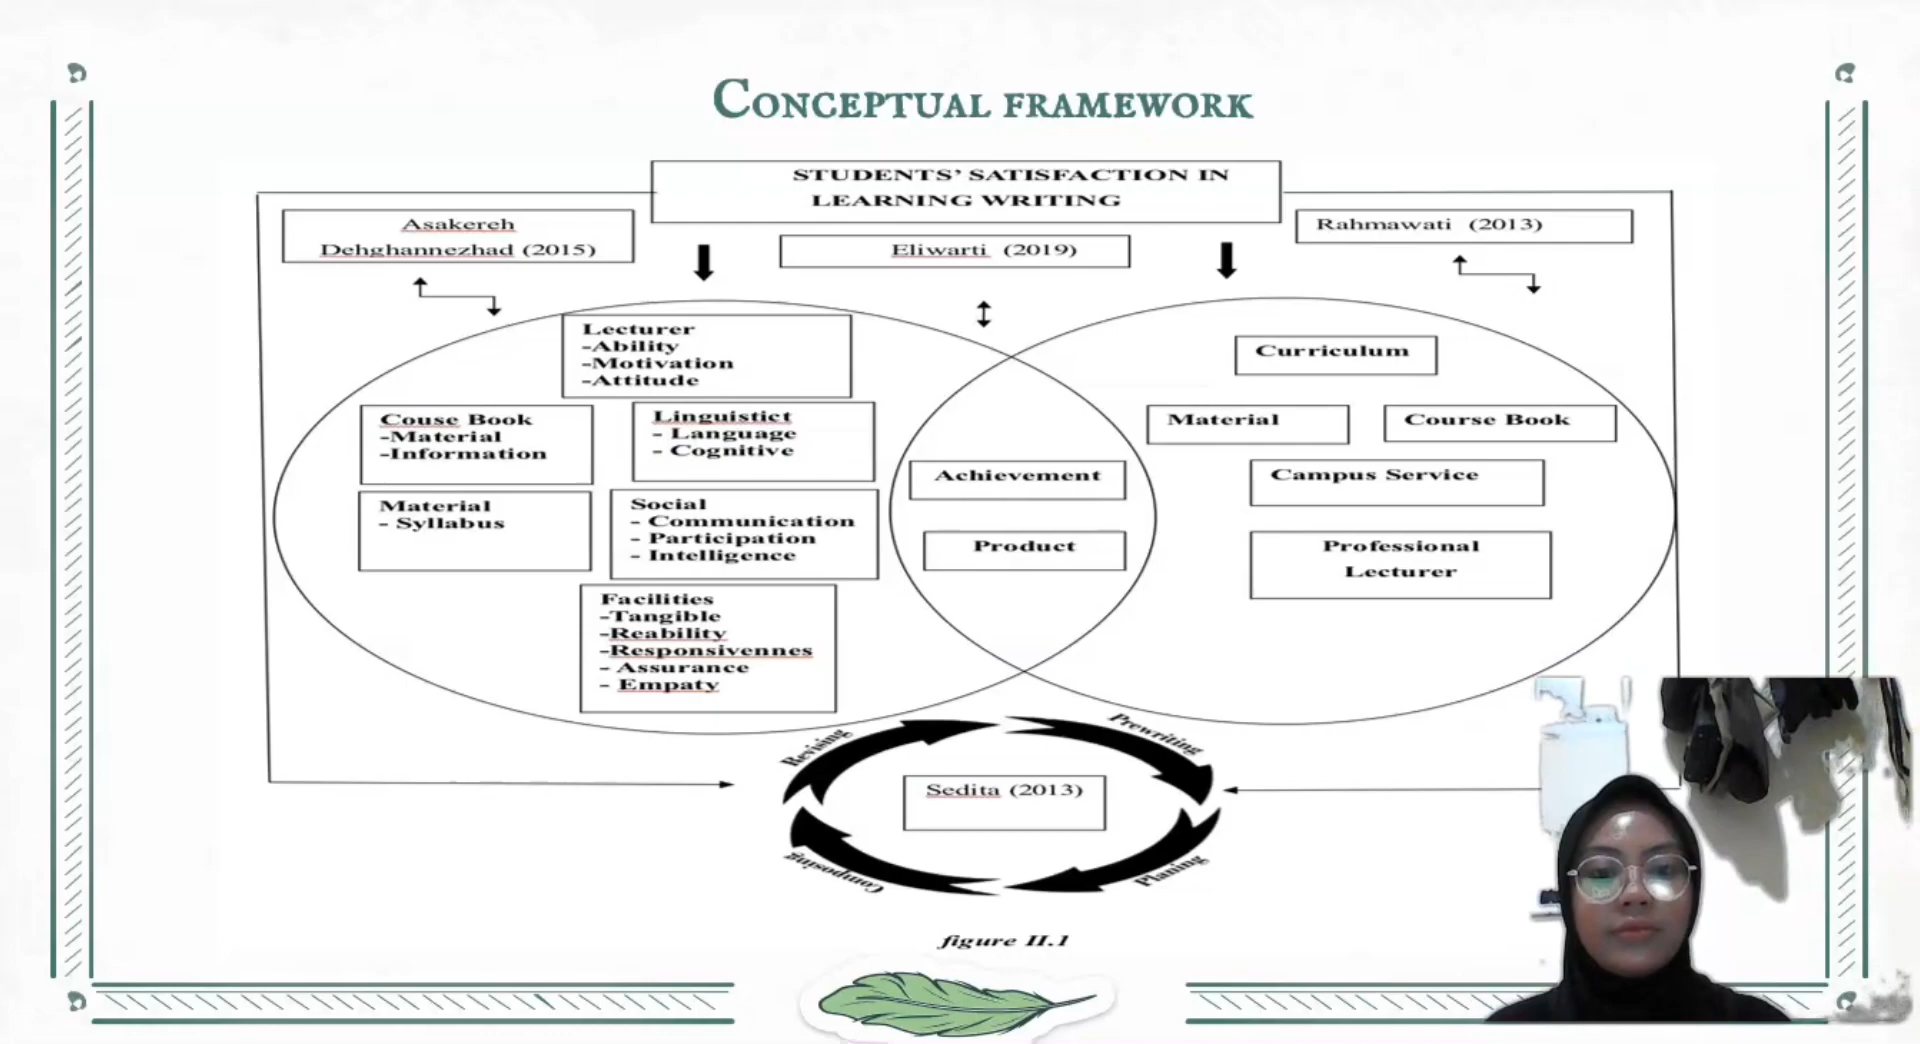 CONCEPTUAL FRAMEWORK
STUDENTS' SATISFACTION IN
LEARNING WRITING
Asakereh
Dehghannezhad (2015)
Eliwarti (2019)
Rahmawati (2013)
Lecturer
-Ability
-Motivation
-Attitude
Couse Book
-Material
-Information
Linguistict
- Language
- Cognitive
Material
- Syllabus
Social
- Communication
- Participation
- Intelligence
Facilities
-Tangible
-Reability
-Responsivennes
- Assurance
- Empaty
Achievement
Product
Curriculum
Material
Course Book
Campus Service
Professional
Lecturer
Revising
Prewriting
Sedita (2013)
Composing
Planing
figure II.1